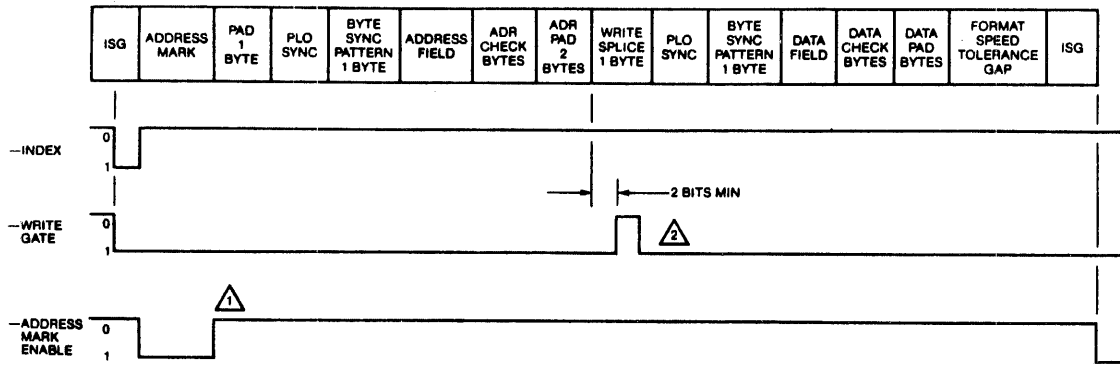 ISG
ADDRESS
MARK
PAD
1
BYTE
PLO
SYNC
BYTE
SYNC
PATTERN
1 BYTE
ADDRESS
FIELD
ADR
CHECK
BYTES
ADR
PAD
2
BYTES
WRITE
SPLICE
1 BYTE
PLO
SYNC
BYTE
SYNC
PATTERN
1 BYTE
DATA
FIELD
DATA
CHECK
BYTES
DATA
PAD
BYTES
FORMAT
SPEED
TOLERANCE
GAP
ISG
0
—INDEX
1
2 BITS MIN
—WRITE
GATE
0
1
2
1
—ADDRESS
MARK
ENABLE
0
1